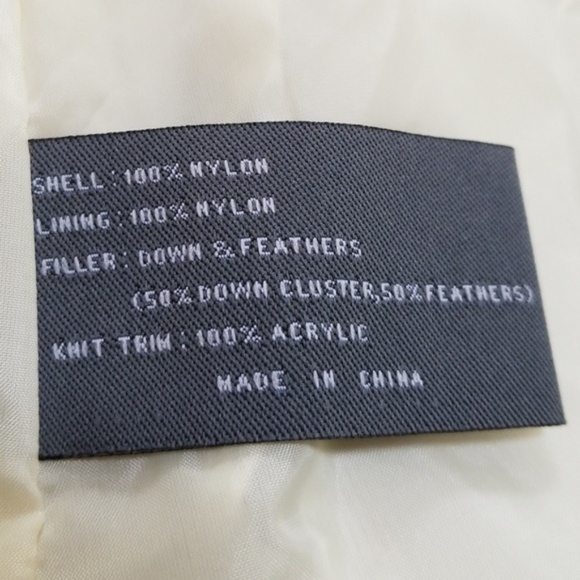 SHELL:100% NYLON
LINING:100% NYLON
FILLER: DOWN & FEATHERS
(50%DOWN CLUSTER,50%FEATHERS)
KNIT TRIM:100% ACRYLIC
MADE IN CHINA